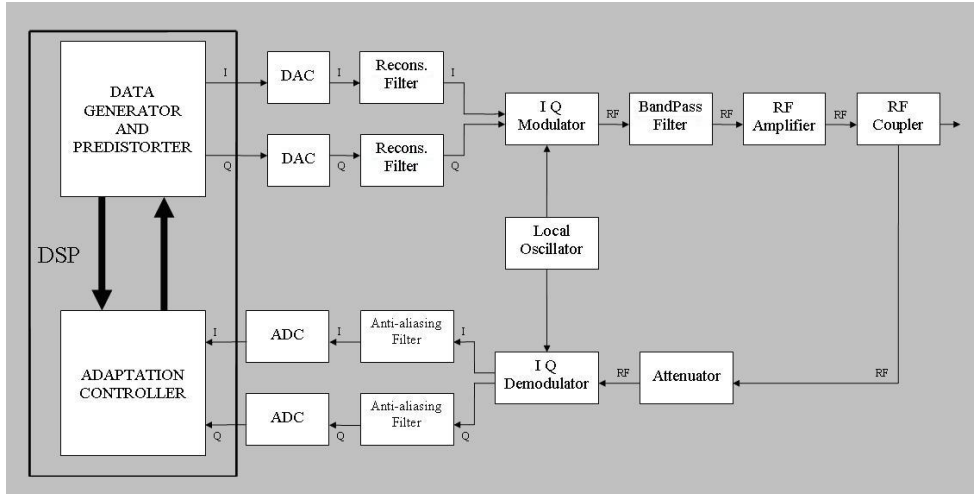 DATA
GENERATOR
AND
PREDISTORTER
I
DAC
I
Recons.
Filter
I
Q
DAC
Q
Recons.
Filter
Q
I Q
Modulator
RF
BandPass
Filter
RF
RF
Amplifier
RF
RF
Coupler
DSP
Local
Oscillator
ADAPTATION
CONTROLLER
I
ADC
I
Anti-aliasing
Filter
I
Q
ADC
Q
Anti-aliasing
Filter
Q
I Q
Demodulator
RF
Attenuator
RF